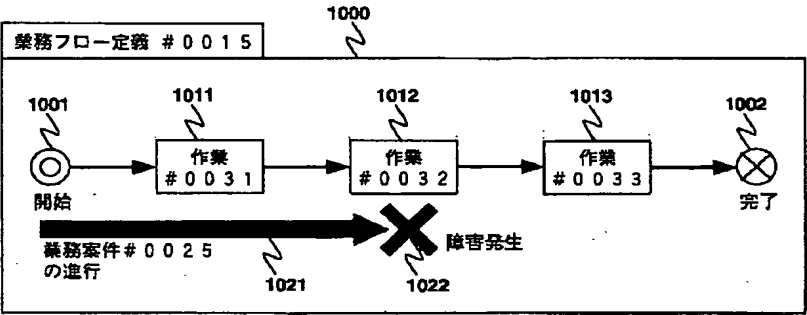 1000
業務フロー定義 #0015
1001
1011
1012
1013
1002
作業
#0031
作業
#0032
作業
#0033
開始
完了
障害発生
業務案件#0025
の進行
1021
1022